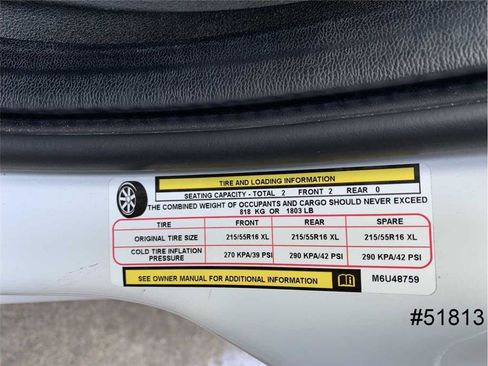 TIRE AND LOADING INFORMATION
SEATING CAPACITY - TOTAL 2 FRONT 2 REAR 0
THE COMBINED WEIGHT OF OCCUPANTS AND CARGO SHOULD NEVER EXCEED
818 KG OR 1803 LB
TIRE FRONT REAR SPARE
ORIGINAL TIRE SIZE 215/55R16 XL 215/55R16 XL 215/55R16 XL
COLD TIRE INFLATION
PRESSURE 270 KPA/39 PSI 290 KPA/42 PSI 290 KPA/42 PSI
SEE OWNER MANUAL FOR ADDITIONAL INFORMATION M6U48759
#51813